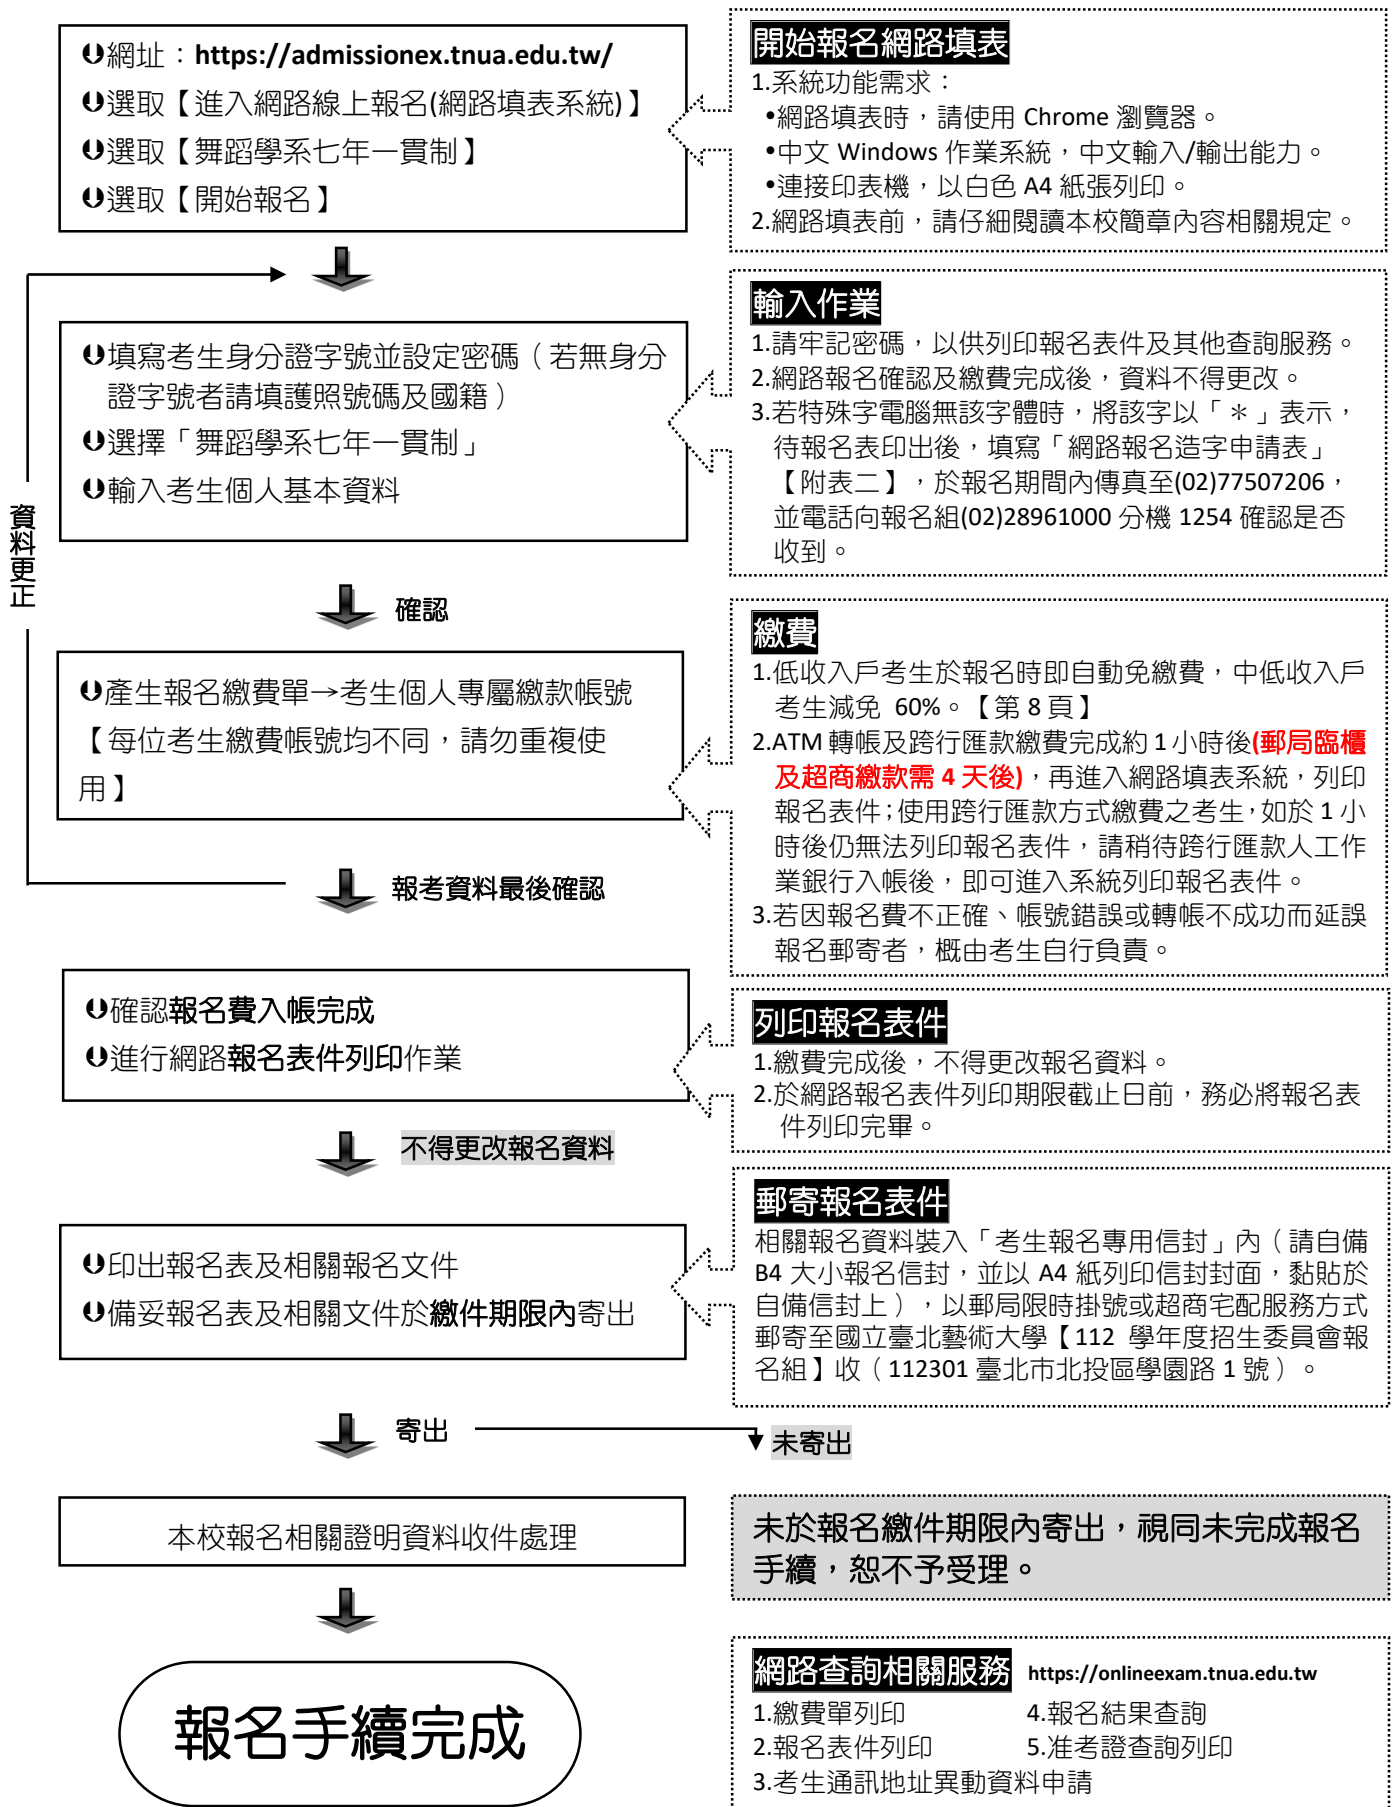 網址：https://admissionex.tnua.edu.tw/
選取【進入網路線上報名(網路填表系統)】
選取【舞蹈學系七年一貫制】
選取【開始報名】
開始報名網路填表
1.系統功能需求：
•網路填表時，請使用 Chrome 瀏覽器。
•中文 Windows 作業系統，中文輸入/輸出能力。
•連接印表機，以白色 A4 紙張列印。
2.網路填表前，請仔細閱讀本校簡章內容相關規定。
填寫考生身分證字號並設定密碼（若無身分
證字號者請填護照號碼及國籍）
選擇「舞蹈學系七年一貫制」
輸入考生個人基本資料
輸入作業
1.請牢記密碼，以供列印報名表件及其他查詢服務。
2.網路報名確認及繳費完成後，資料不得更改。
3.若特殊字電腦無該字體時，將該字以「＊」表示，
待報名表印出後，填寫「網路報名造字申請表」
【附表二】，於報名期間內傳真至(02)77507206，
並電話向報名組(02)28961000 分機 1254 確認是否
收到。
資料更正
確認
產生報名繳費單→考生個人專屬繳款帳號
【每位考生繳費帳號均不同，請勿重複使
用】
繳費
1.低收入戶考生於報名時即自動免繳費，中低收入戶
考生減免 60%。【第 8 頁】
2.ATM 轉帳及跨行匯款繳費完成約 1 小時後(郵局臨櫃
及超商繳款需 4 天後)，再進入網路填表系統，列印
報名表件；使用跨行匯款方式繳費之考生，如於 1 小
時後仍無法列印報名表件，請稍待跨行匯款人工作
業銀行入帳後，即可進入系統列印報名表件。
3.若因報名費不正確、帳號錯誤或轉帳不成功而延誤
報名郵寄者，概由考生自行負責。
報考資料最後確認
確認報名費入帳完成
進行網路報名表件列印作業
列印報名表件
1.繳費完成後，不得更改報名資料。
2.於網路報名表件列印期限截止日前，務必將報名表
件列印完畢。
不得更改報名資料
印出報名表及相關報名文件
備妥報名表及相關文件於繳件期限內寄出
郵寄報名表件
相關報名資料裝入「考生報名專用信封」內（請自備
B4 大小報名信封，並以 A4 紙列印信封封面，黏貼於
自備信封上），以郵局限時掛號或超商宅配服務方式
郵寄至國立臺北藝術大學【112 學年度招生委員會報
名組】收（112301 臺北市北投區學園路 1 號）。
寄出
未寄出
本校報名相關證明資料收件處理
未於報名繳件期限內寄出，視同未完成報名
手續，恕不予受理。
報名手續完成
網路查詢相關服務 https://onlineexam.tnua.edu.tw
1.繳費單列印 4.報名結果查詢
2.報名表件列印 5.准考證查詢列印
3.考生通訊地址異動資料申請